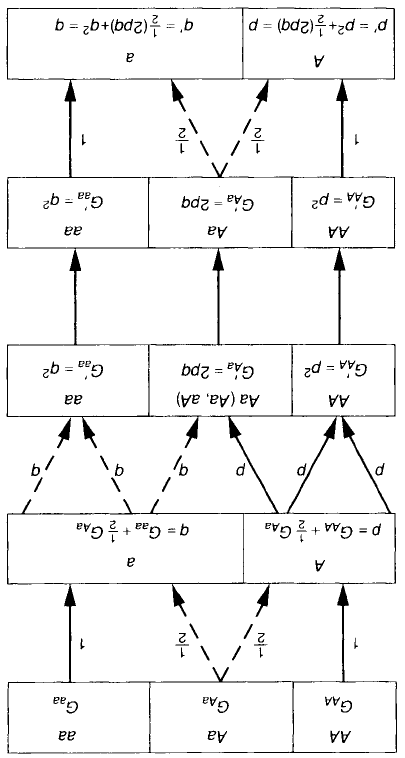 AA Aa aa
G_AA G_Aa G_aa
1 1/2 1/2 1
A a
p = G_AA + 1/2 G_Aa q = G_aa + 1/2 G_Aa
p p p q q q
AA Aa (Aa, aA) aa
G′_AA = p² G′_Aa = 2pq G′_aa = q²
AA Aa aa
G′_AA = p² G′_Aa = 2pq G′_aa = q²
1 1/2 1/2 1
A a
p′ = p²+1/2(2pq) = p q′ = 1/2(2pq)+q² = q